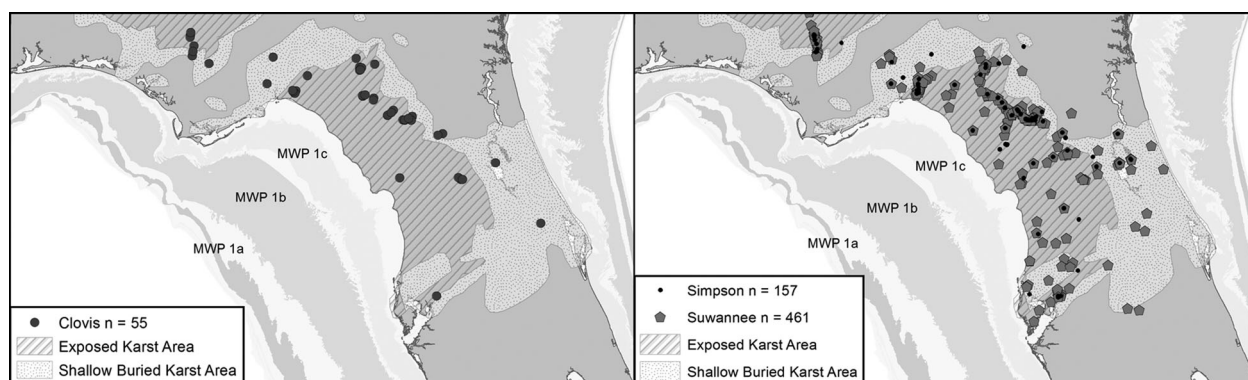 MWP 1c
MWP 1b
MWP 1a
Clovis n = 55
Exposed Karst Area
Shallow Buried Karst Area
MWP 1c
MWP 1b
MWP 1a
Simpson n = 157
Suwannee n = 461
Exposed Karst Area
Shallow Buried Karst Area